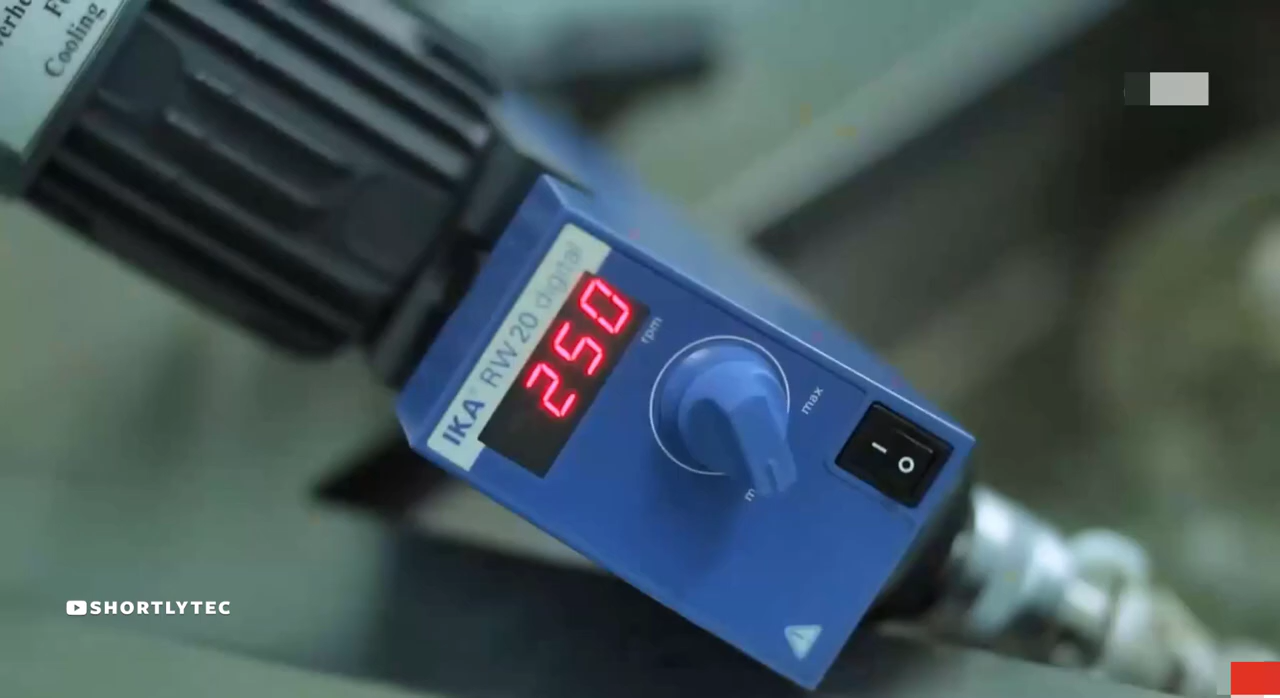 Cooling
IKA® RW 20 digital
250
rpm
max
SHORTLYTEC